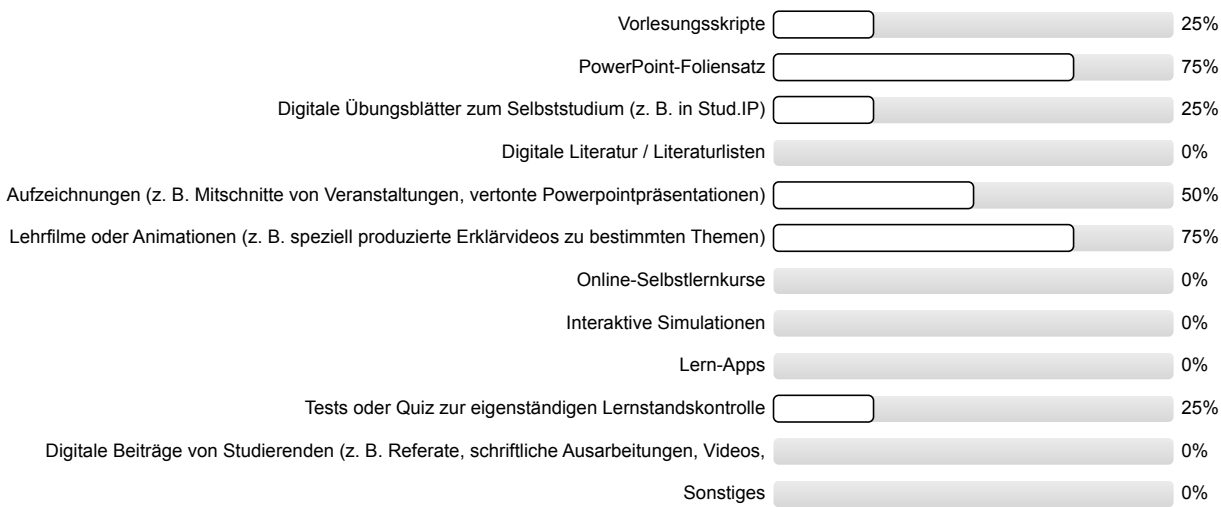 Vorlesungsskripte 25%
PowerPoint-Foliensatz 75%
Digitale Übungsblätter zum Selbststudium (z. B. in Stud.IP) 25%
Digitale Literatur / Literaturlisten 0%
Aufzeichnungen (z. B. Mitschnitte von Veranstaltungen, vertonte Powerpointpräsentationen) 50%
Lehrfilme oder Animationen (z. B. speziell produzierte Erklärvideos zu bestimmten Themen) 75%
Online-Selbstlernkurse 0%
Interaktive Simulationen 0%
Lern-Apps 0%
Tests oder Quiz zur eigenständigen Lernstandskontrolle 25%
Digitale Beiträge von Studierenden (z. B. Referate, schriftliche Ausarbeitungen, Videos, 0%
Sonstiges 0%